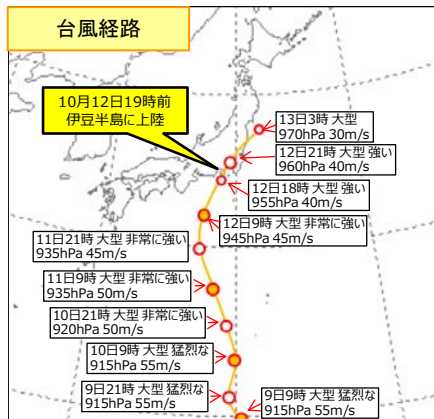 台風経路
10月12日19時前
伊豆半島に上陸
13日3時 大型
970hPa 30m/s
12日21時 大型 強い
960hPa 40m/s
12日18時 大型 強い
955hPa 40m/s
12日9時 大型 非常に強い
945hPa 45m/s
11日21時 大型 非常に強い
935hPa 45m/s
11日9時 大型 非常に強い
935hPa 50m/s
10日21時 大型 非常に強い
920hPa 50m/s
10日9時 大型 猛烈な
915hPa 55m/s
9日21時 大型 猛烈な
915hPa 55m/s
9日9時 大型 猛烈な
915hPa 55m/s